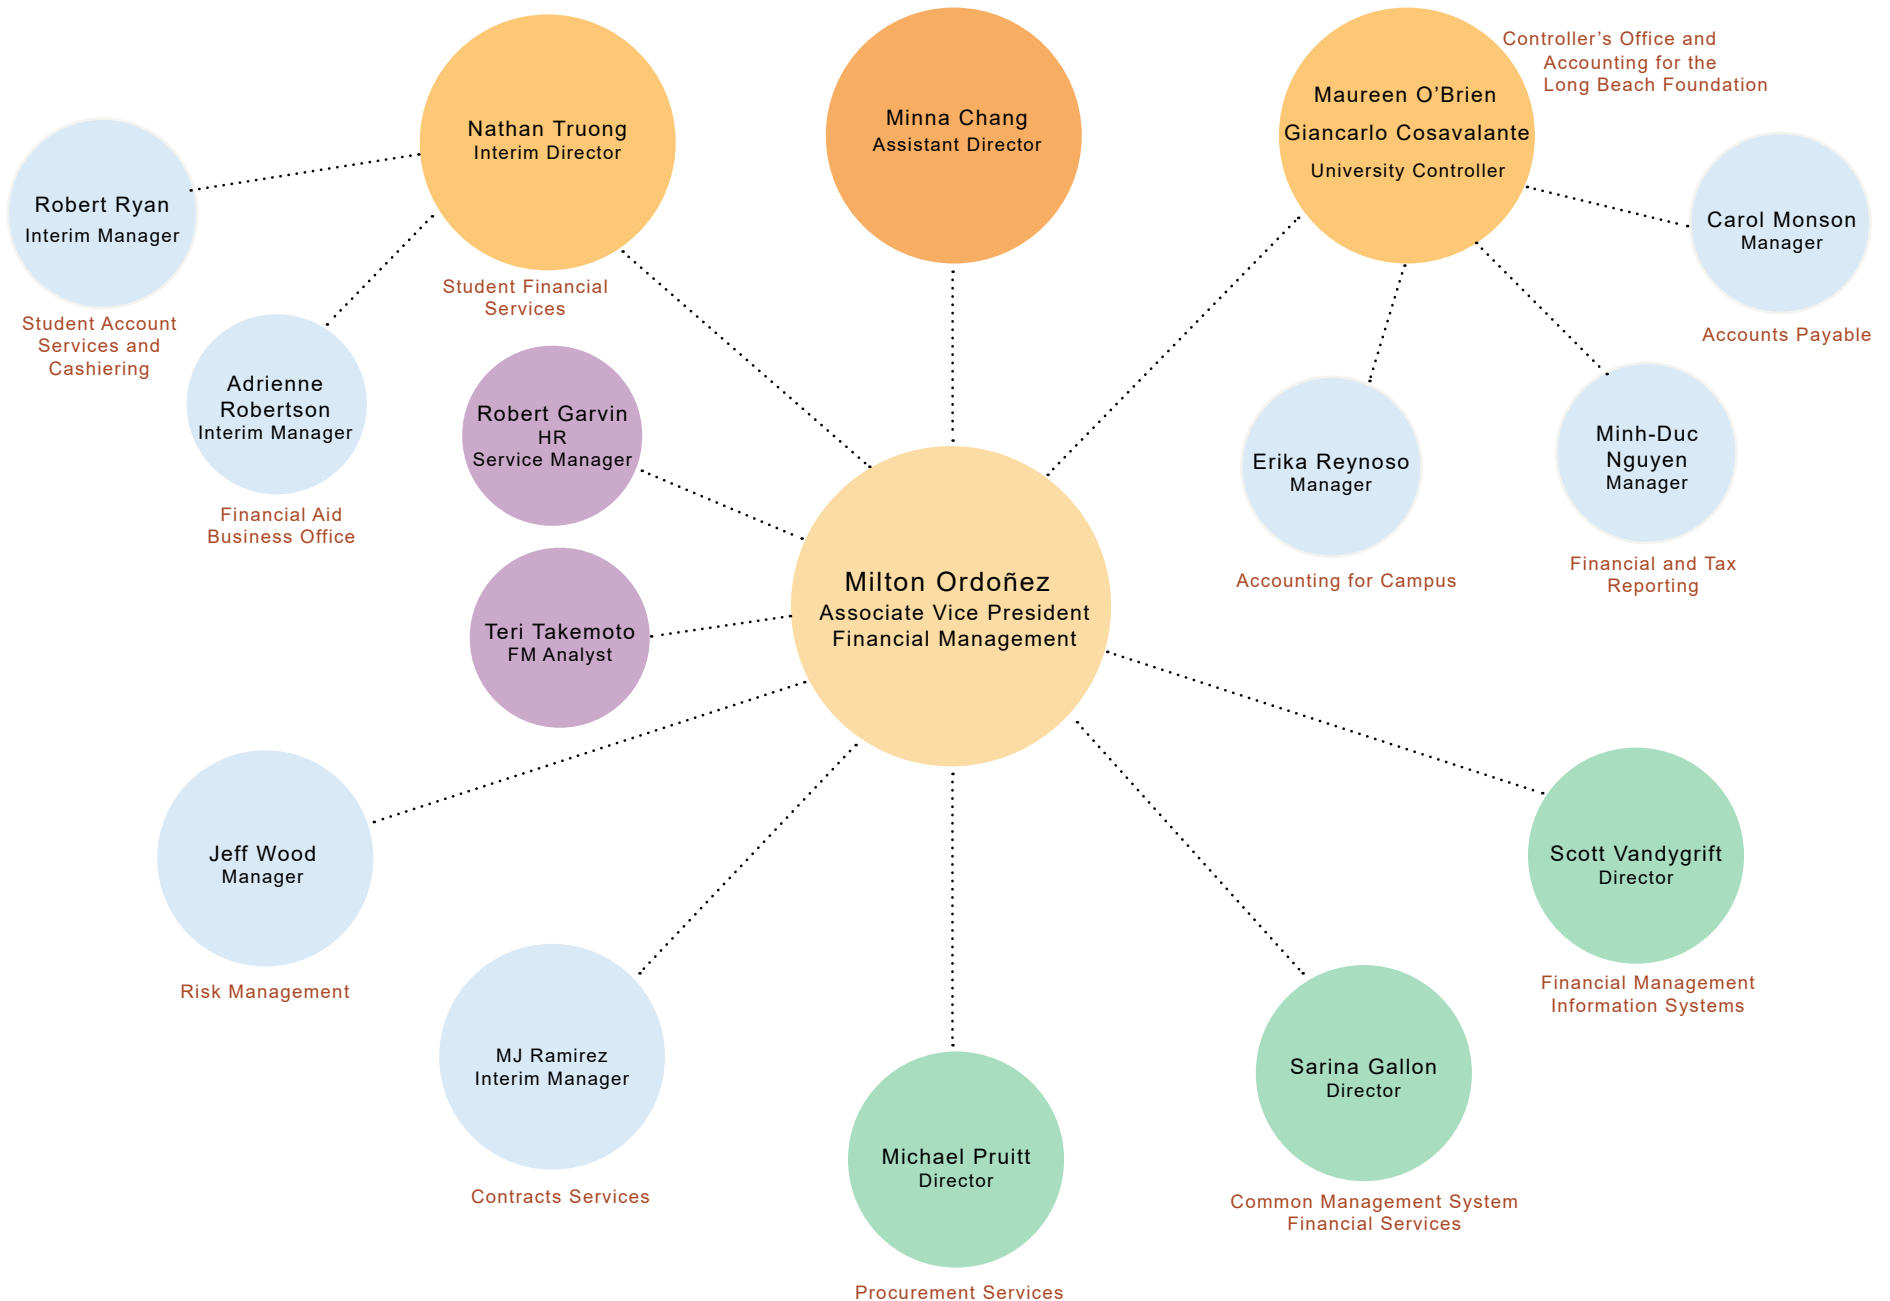 Nathan Truong
Interim Director
Student Financial
Services
Minna Chang
Assistant Director
Maureen O’Brien
Giancarlo Cosavalante
University Controller
Controller’s Office and
Accounting for the
Long Beach Foundation
Robert Ryan
Interim Manager
Student Account
Services and
Cashiering
Adrienne
Robertson
Interim Manager
Financial Aid
Business Office
Carol Monson
Manager
Accounts Payable
Erika Reynoso
Manager
Accounting for Campus
Minh-Duc
Nguyen
Manager
Financial and Tax
Reporting
Robert Garvin
HR
Service Manager
Teri Takemoto
FM Analyst
Milton Ordoñez
Associate Vice President
Financial Management
Jeff Wood
Manager
Risk Management
MJ Ramirez
Interim Manager
Contracts Services
Michael Pruitt
Director
Procurement Services
Sarina Gallon
Director
Common Management System
Financial Services
Scott Vandygrift
Director
Financial Management
Information Systems